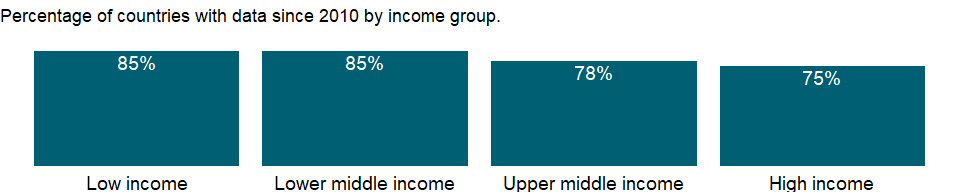 Percentage of countries with data since 2010 by income group.
85% 85% 78% 75%
Low income Lower middle income Upper middle income High income